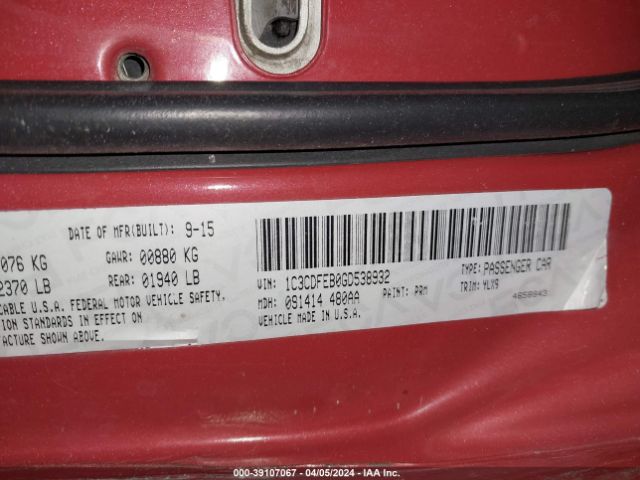 DATE OF MFR(BUILT): 9-15
076 KG GAWR: 00880 KG
2370 LB REAR: 01940 LB
CABLE U.S.A. FEDERAL MOTOR VEHICLE SAFETY,
ION STANDARDS IN EFFECT ON
FACTURE SHOWN ABOVE.
VIN: 1C3CDFEB0GD538932 TYPE: PASSENGER CAR
MDH: 091414 480AA PAINT: PRM TRIM: VLX9
VEHICLE MADE IN U.S.A. 4658943
000-39107067 - 04/05/2024 - IAA Inc.